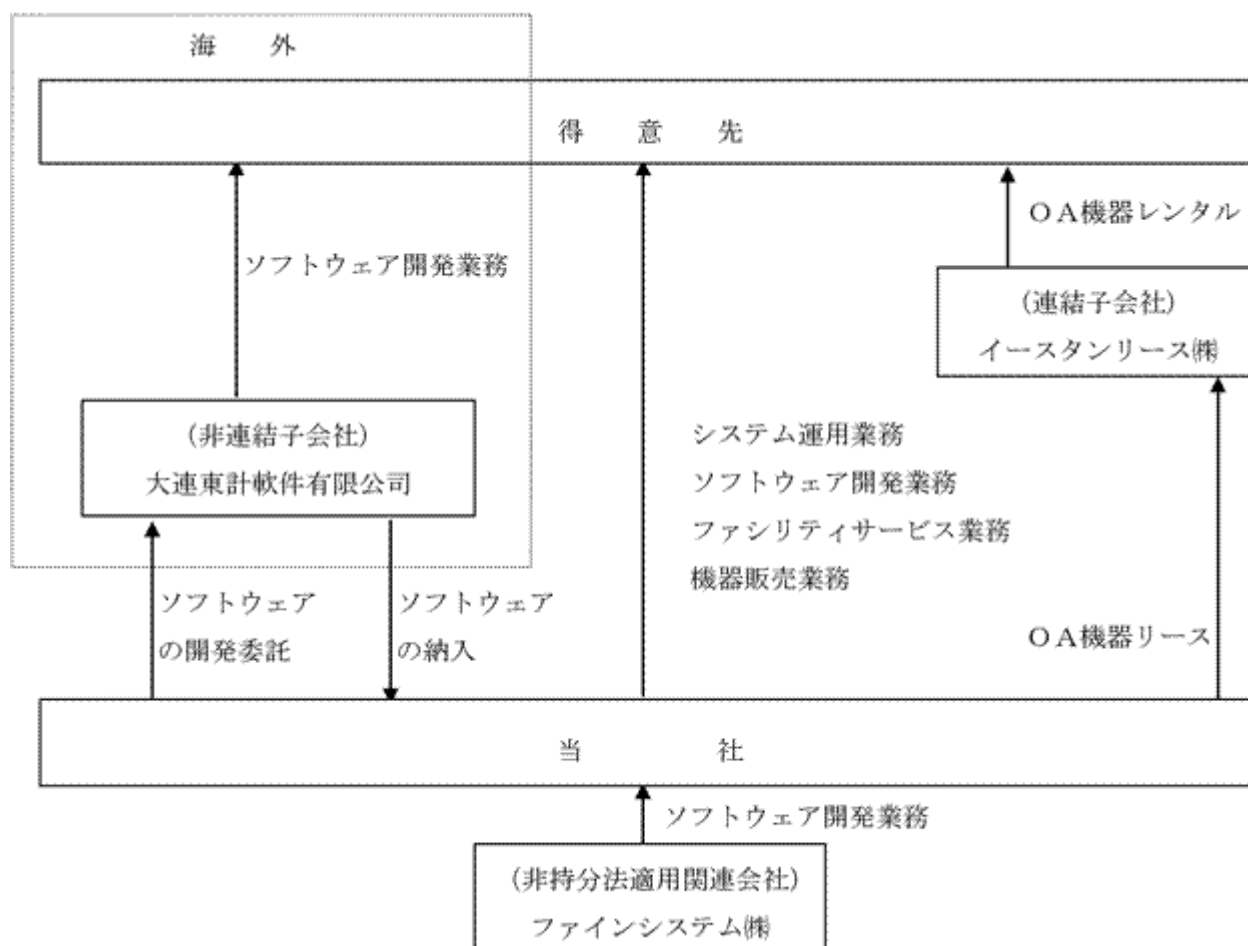 海 外
得 意 先
ソフトウェア開発業務
OA機器レンタル
(連結子会社)
イースタンリース㈱
(非連結子会社)
大連東計軟件有限公司
システム運用業務
ソフトウェア開発業務
ファシリティサービス業務
機器販売業務
ソフトウェア
の開発委託
ソフトウェア
の納入
OA機器リース
当 社
ソフトウェア開発業務
(非持分法適用関連会社)
ファインシステム㈱